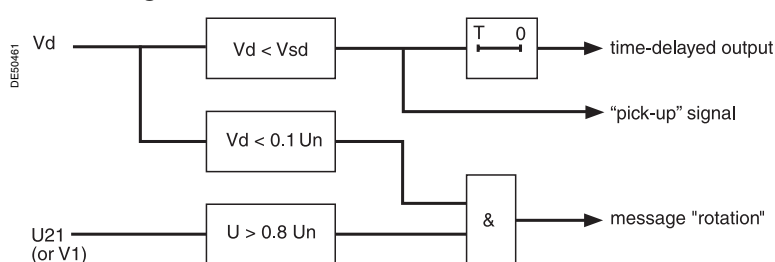 DE50461
Vd
Vd < Vsd
T 0
time-delayed output
“pick-up” signal
Vd < 0.1 Un
U21
(or V1)
U > 0.8 Un
&
message "rotation"